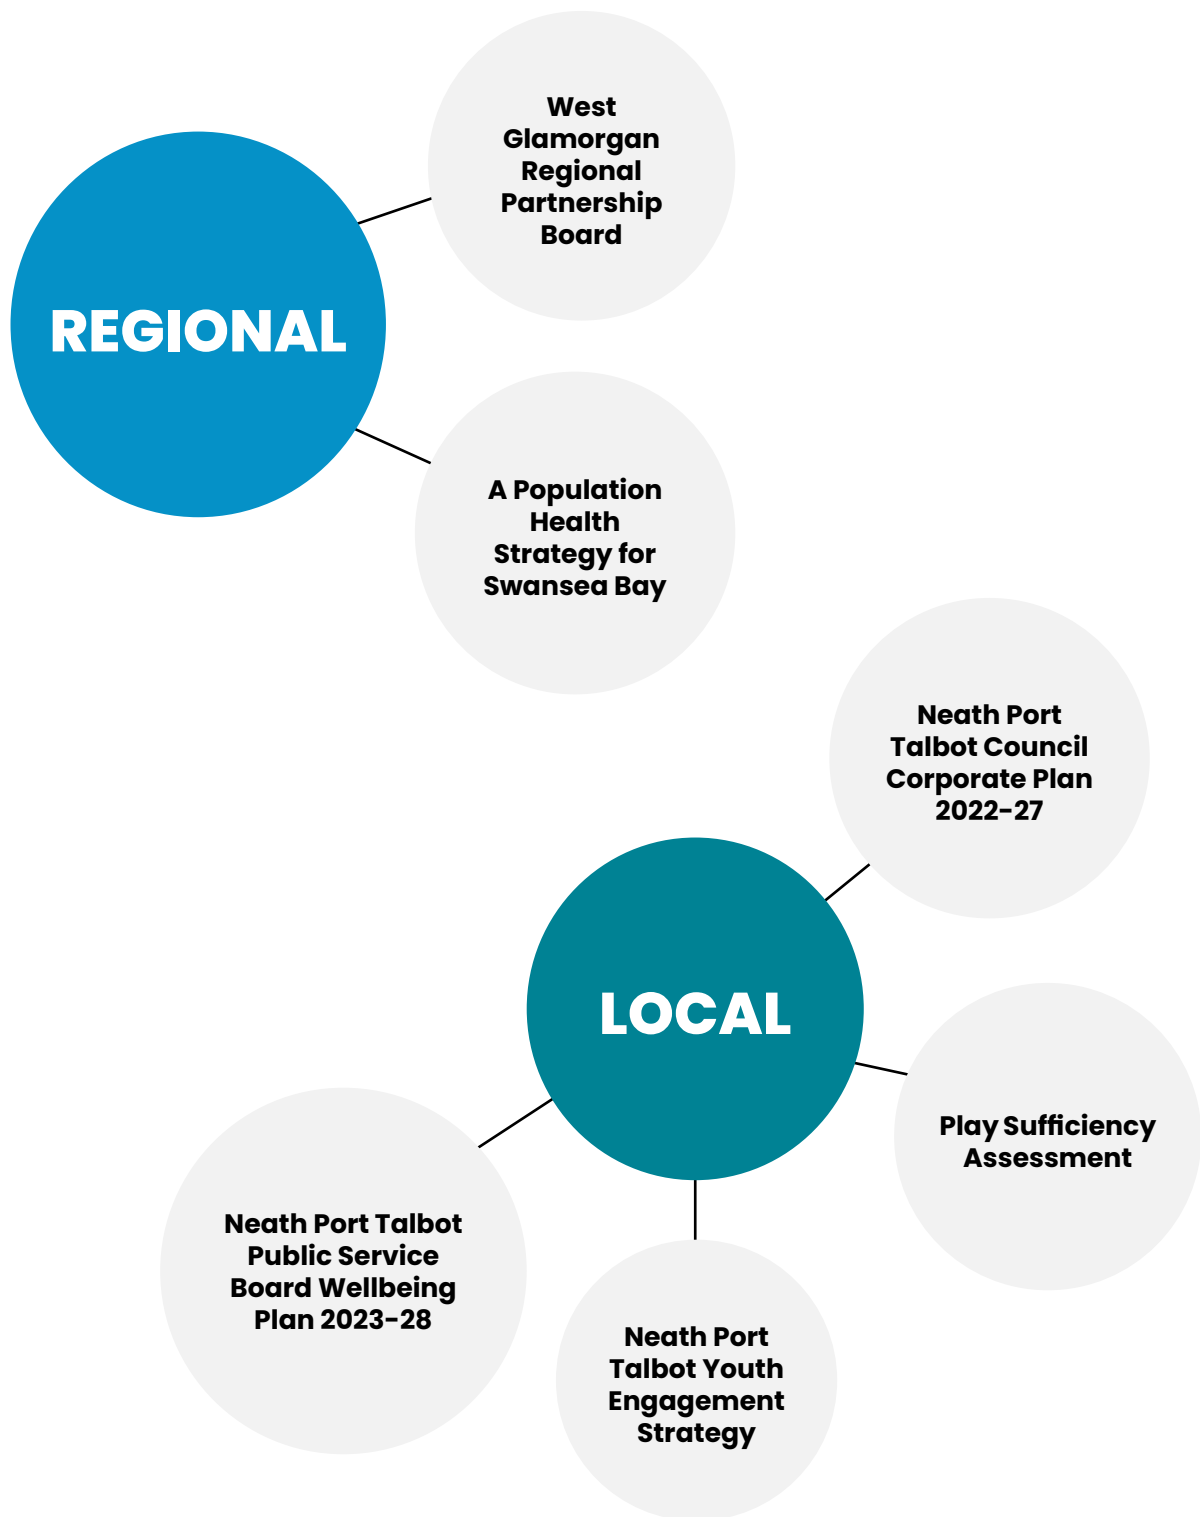 West
Glamorgan
Regional
Partnership
Board
REGIONAL
A Population
Health
Strategy for
Swansea Bay
Neath Port
Talbot Council
Corporate Plan
2022-27
LOCAL
Play Sufficiency
Assessment
Neath Port Talbot
Public Service
Board Wellbeing
Plan 2023-28
Neath Port
Talbot Youth
Engagement
Strategy